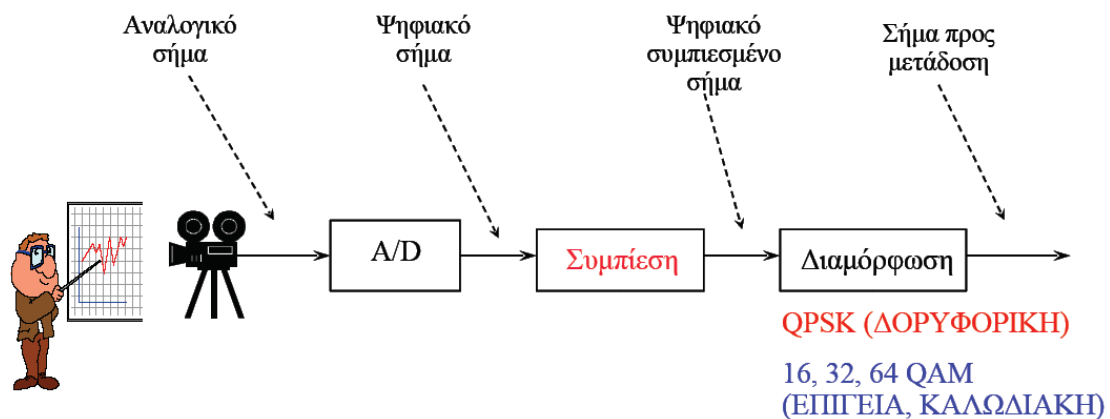 Αναλογικό
σήμα
Ψηφιακό
σήμα
Ψηφιακό
συμπιεσμένο
σήμα
Σήμα προς
μετάδοση
A/D
Συμπίεση
Διαμόρφωση
QPSK (ΔΟΡΥΦΟΡΙΚΗ)
16, 32, 64 QAM
(ΕΠΙΓΕΙΑ, ΚΑΛΩΔΙΑΚΗ)